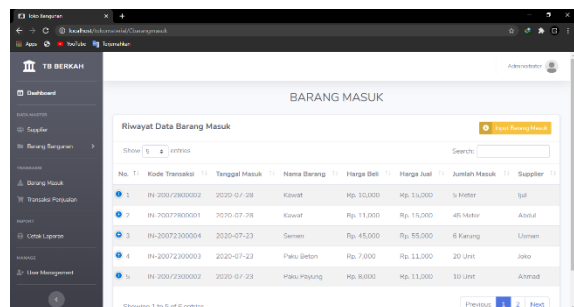 Toko Bangunan
localhost/tokomaterial/Cbarangmasuk
Apps YouTube Terjemahan
TB BERKAH
Administrator
Dashboard
BARANG MASUK
DATA MASTER
Supplier
Barang Bangunan
Riwayat Data Barang Masuk
Input Barang Masuk
Show 5 entries
Search:
TRANSAKSI
Barang Masuk
Transaksi Penjualan
REPORT
Cetak Laporan
MANAGE
User Management
No. Kode Transaksi Tanggal Masuk Nama Barang Harga Beli Harga Jual Jumlah Masuk Supplier
1 IN-20072800002 2020-07-28 Kawat Rp. 10,000 Rp. 15,000 5 Meter Ijul
2 IN-20072800001 2020-07-28 Kawat Rp. 11,000 Rp. 15,000 45 Meter Abdul
3 IN-20072300004 2020-07-23 Semen Rp. 45,000 Rp. 55,000 6 Karung Usman
4 IN-20072300003 2020-07-23 Paku Beton Rp. 7,000 Rp. 11,000 20 Unit Joko
5 IN-20072300002 2020-07-23 Paku Payung Rp. 8,000 Rp. 11,000 10 Unit Ahmad
Showing 1 to 5 of 6 entries
Previous 1 2 Next